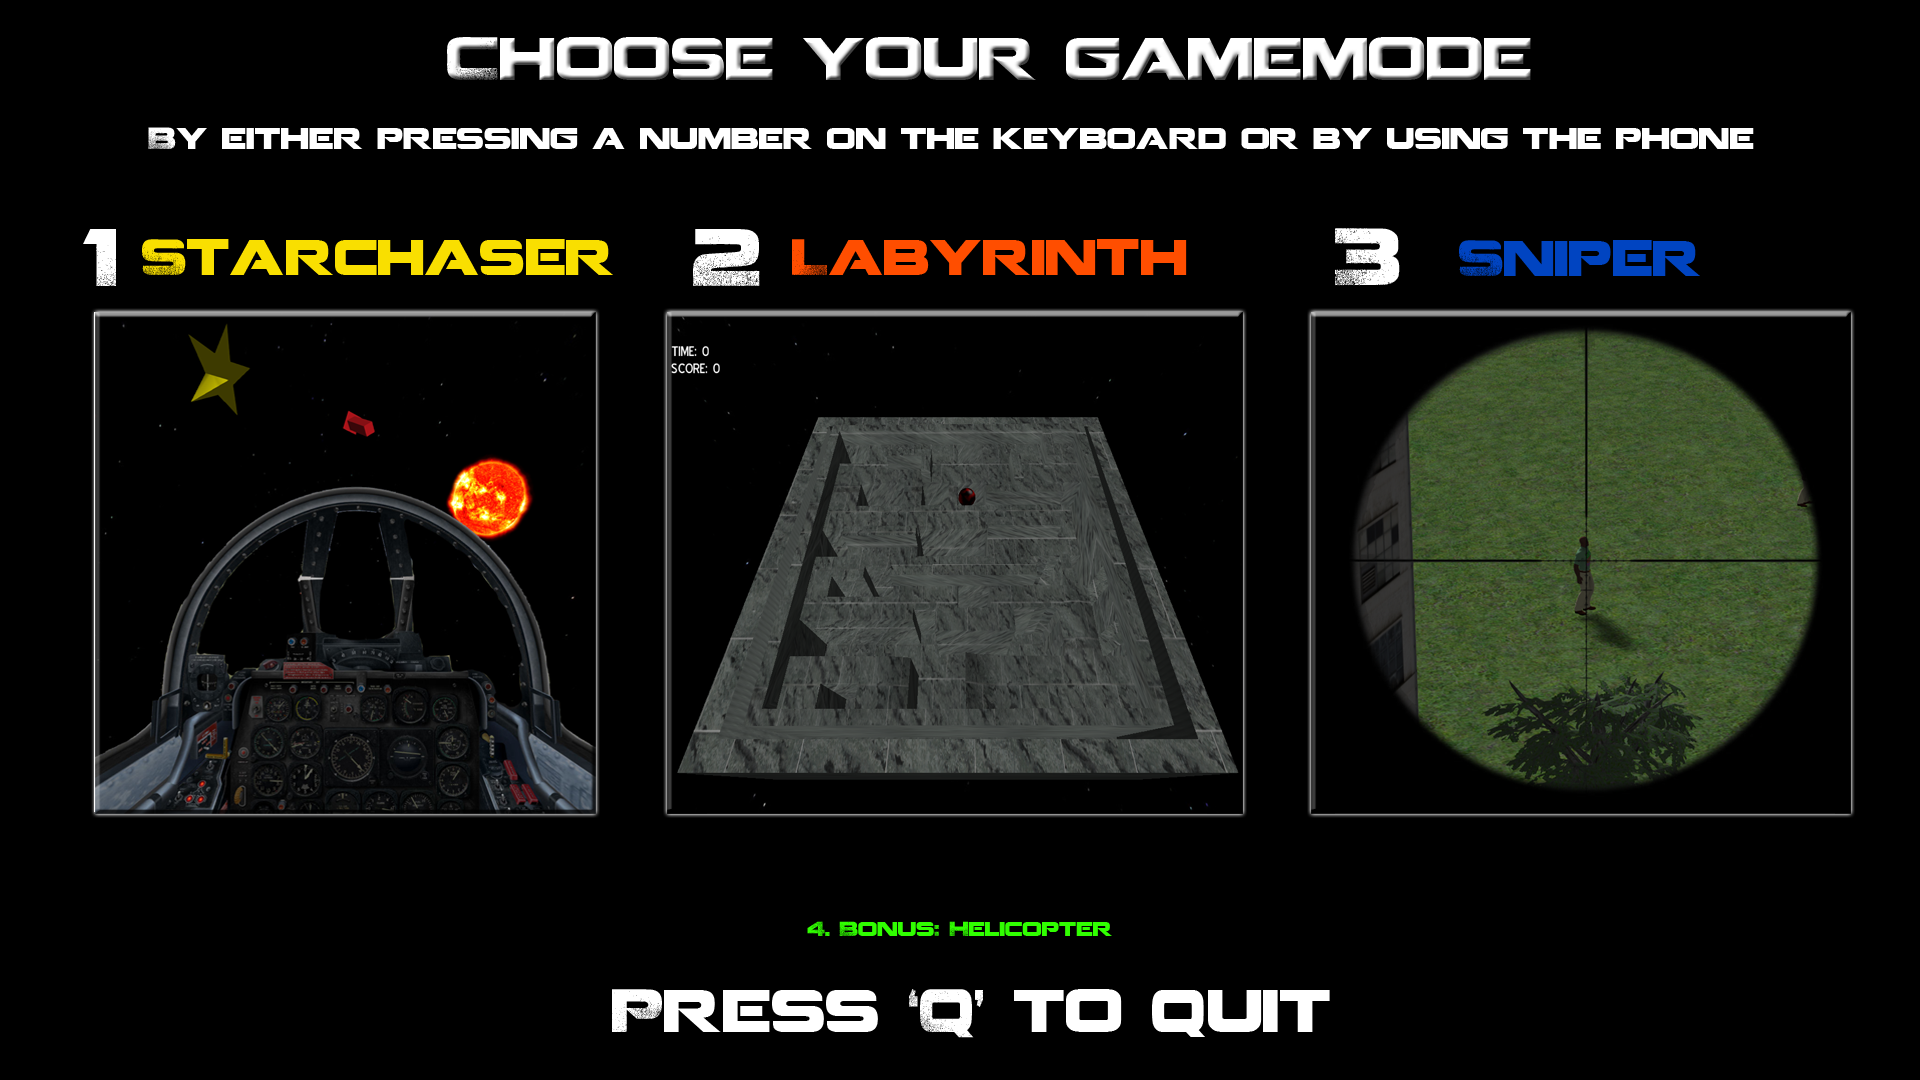 CHOOSE YOUR GAMEMODE
BY EITHER PRESSING A NUMBER ON THE KEYBOARD OR BY USING THE PHONE
1 STARCHASER
2 LABYRINTH
3 SNIPER
TIME: 0
SCORE: 0
4. BONUS: HELICOPTER
PRESS 'Q' TO QUIT